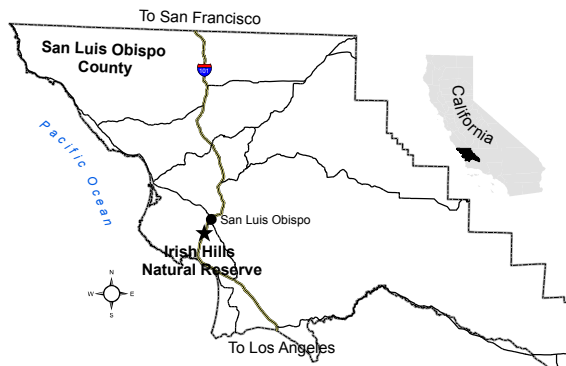 To San Francisco
San Luis Obispo
County
101
California
Pacific Ocean
San Luis Obispo
Irish Hills
Natural Reserve
N
W
E
S
To Los Angeles